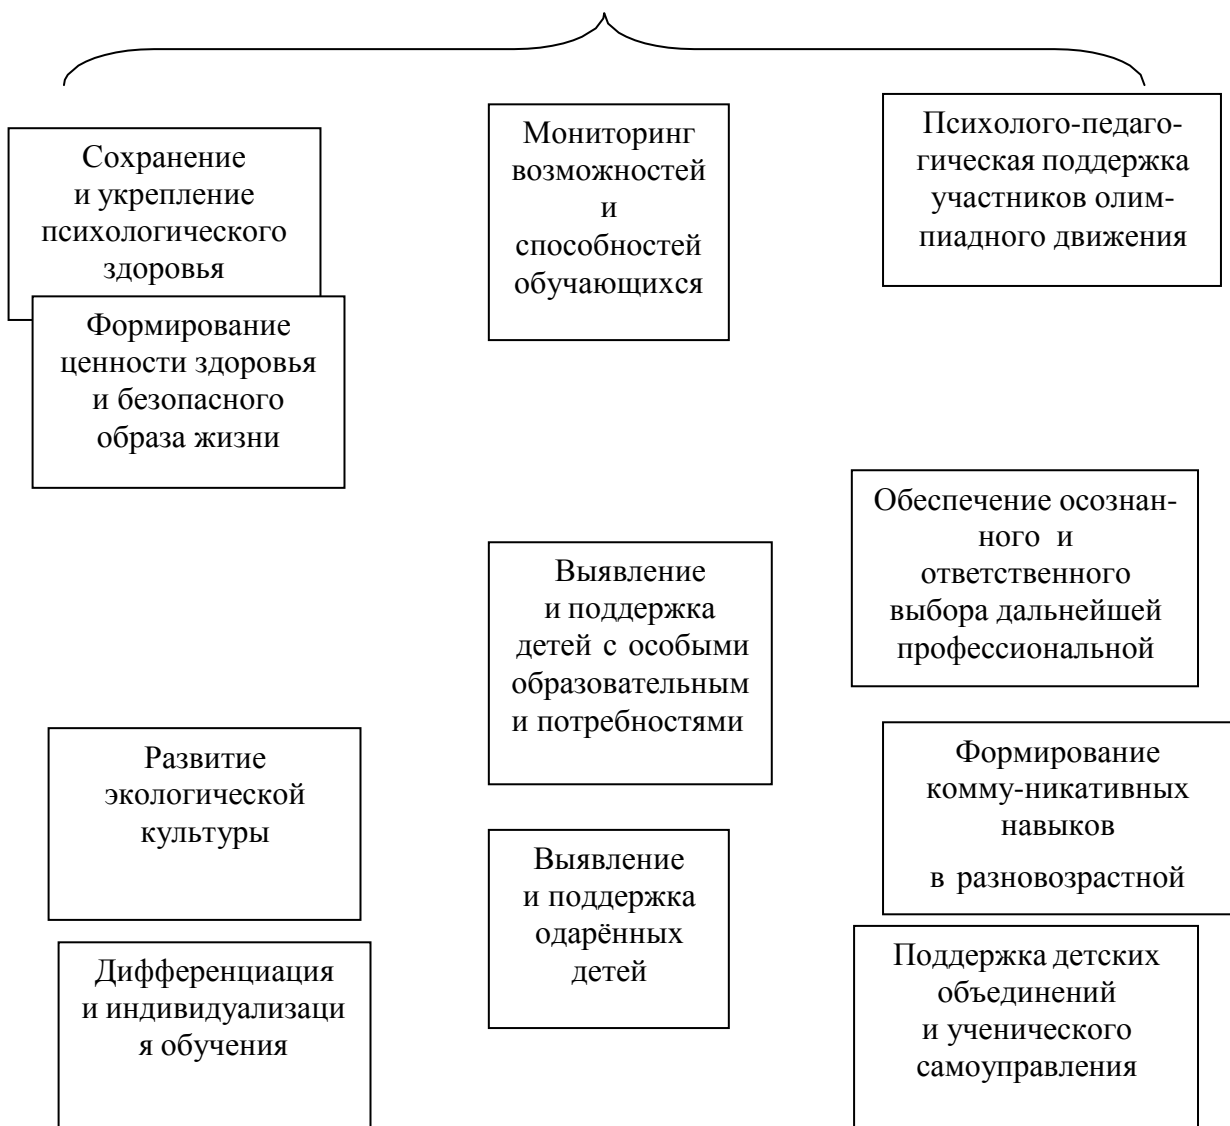 Сохранение
и укрепление
психологического
здоровья
Формирование
ценности здоровья
и безопасного
образа жизни
Развитие
экологической
культуры
Дифференциация
и индивидуализаци
я обучения
Мониторинг
возможностей
и
способностей
обучающихся
Выявление
и поддержка
детей с особыми
образовательным
и потребностями
Выявление
и поддержка
одарённых
детей
Психолого-педаго-
гическая поддержка
участников олим-
пиадного движения
Обеспечение осознан-
ного и
ответственного
выбора дальнейшей
профессиональной
Формирование
комму-никативных
навыков
в разновозрастной
Поддержка детских
объединений
и ученического
самоуправления